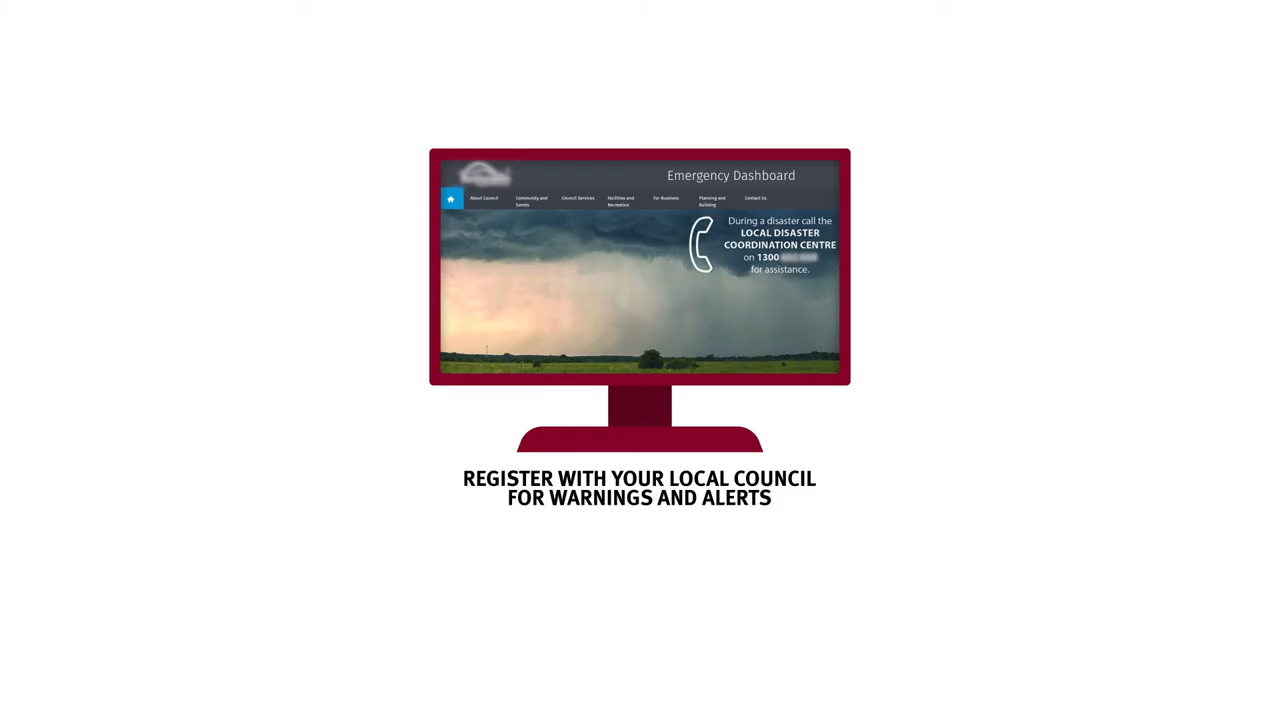 Emergency Dashboard
About Council
Community and
Events
Council Services
Facilities and
Recreation
For Business
Planning and
Building
Contact Us
During a disaster call the
LOCAL DISASTER
COORDINATION CENTRE
on 1300
for assistance.
REGISTER WITH YOUR LOCAL COUNCIL
FOR WARNINGS AND ALERTS